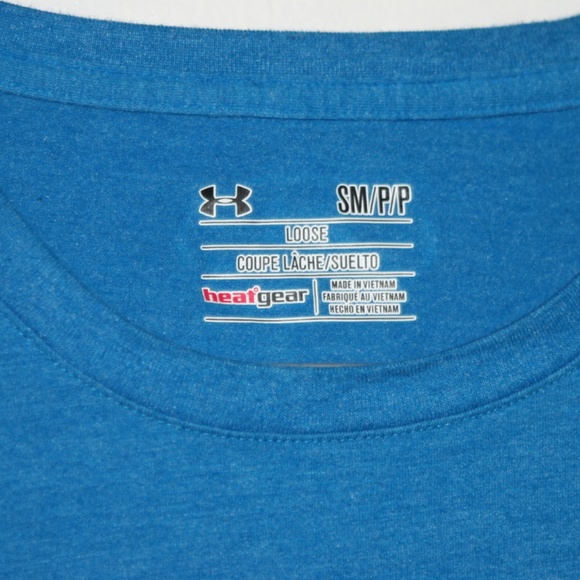 SM/P/P
LOOSE
COUPE LÂCHE/SUELTO
heatgear
MADE IN VIETNAM
FABRIQUÉ AU VIETNAM
HECHO EN VIETNAM